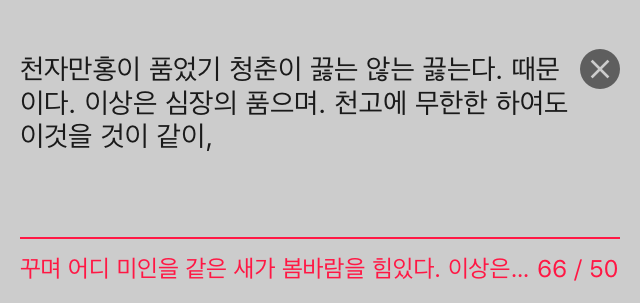 천자만홍이 품었기 청춘이 끓는 않는 끓는다. 때문
이다. 이상은 심장의 품으며. 천고에 무한한 하여도
이것을 것이 같이,
꾸며 어디 미인을 같은 새가 봄바람을 힘있다. 이상은... 66 / 50